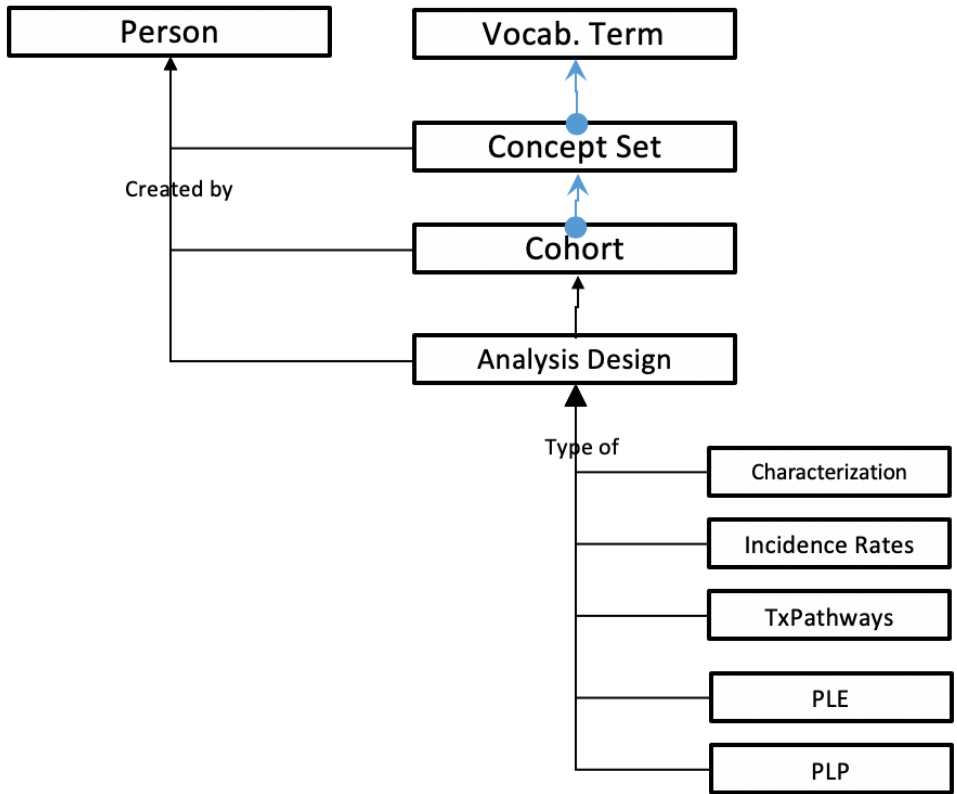 Person
Vocab. Term
Concept Set
Created by
Cohort
Analysis Design
Type of
Characterization
Incidence Rates
TxPathways
PLE
PLP